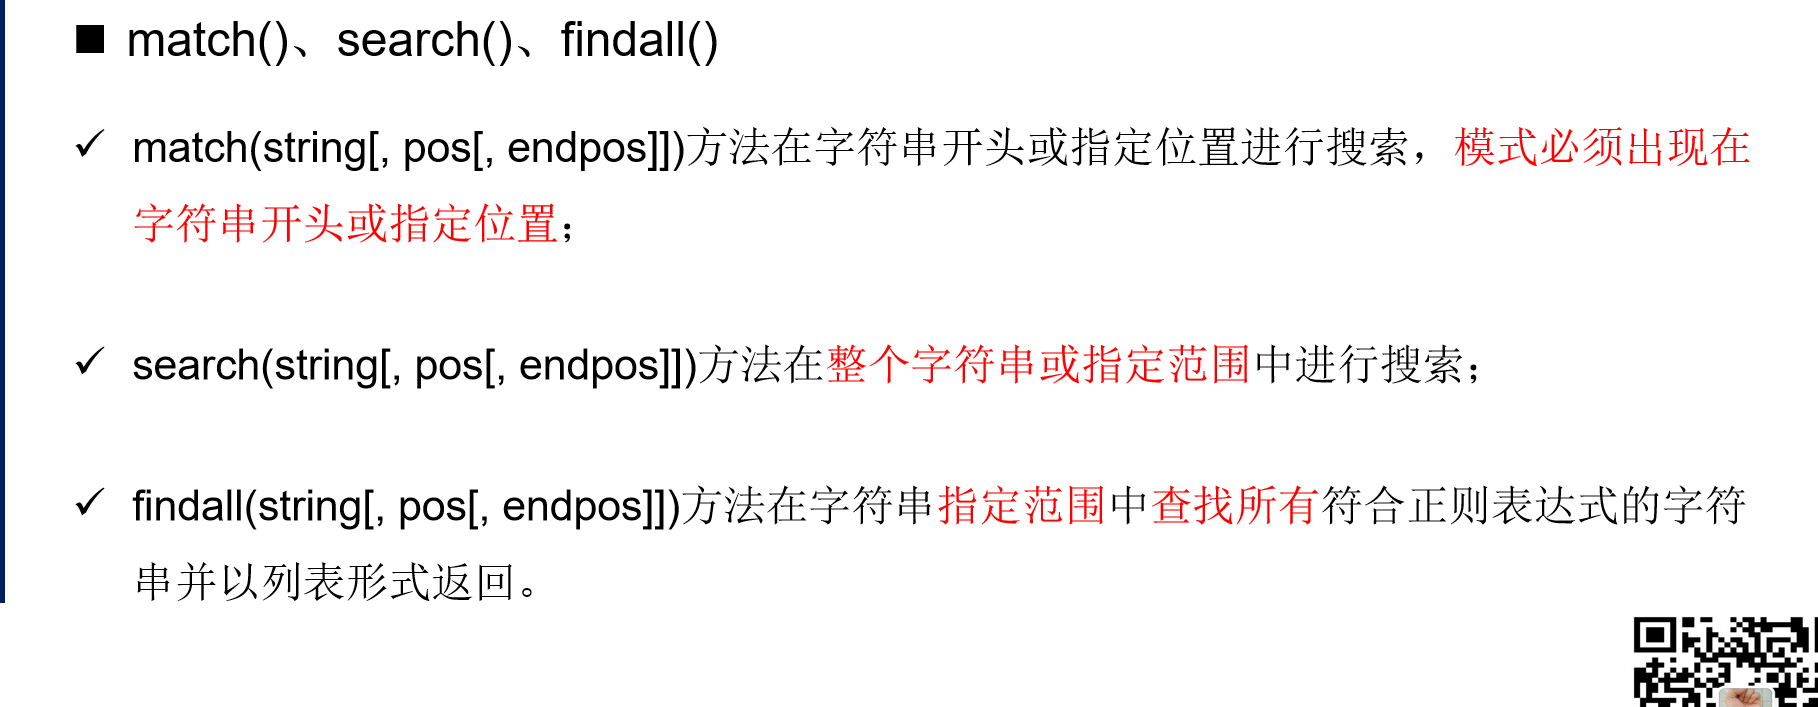 match()、search()、findall()
match(string[, pos[, endpos]])方法在字符串开头或指定位置进行搜索，模式必须出现在
字符串开头或指定位置；
search(string[, pos[, endpos]])方法在整个字符串或指定范围中进行搜索；
findall(string[, pos[, endpos]])方法在字符串指定范围中查找所有符合正则表达式的字符
串并以列表形式返回。